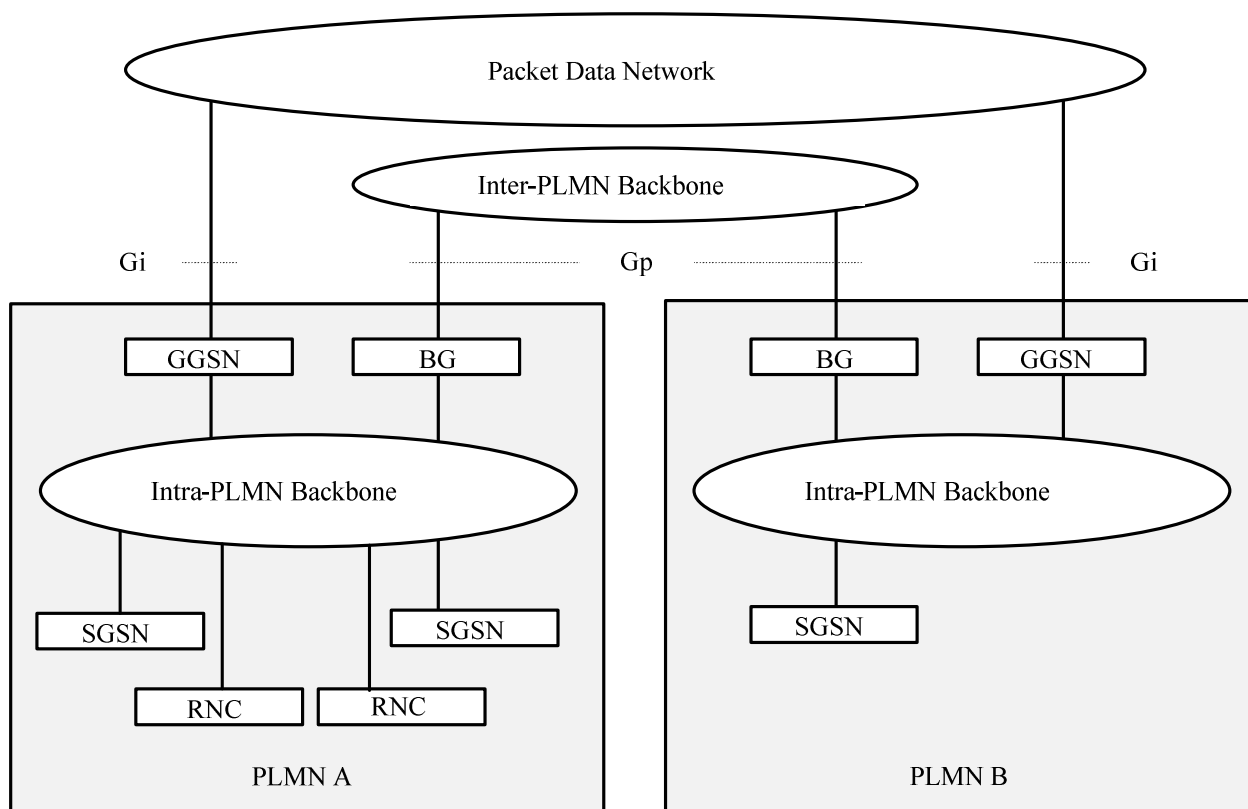 Packet Data Network
Inter-PLMN Backbone
Gi
Gp
Gi
GGSN
BG
BG
GGSN
Intra-PLMN Backbone
Intra-PLMN Backbone
SGSN
SGSN
SGSN
RNC
RNC
PLMN A
PLMN B